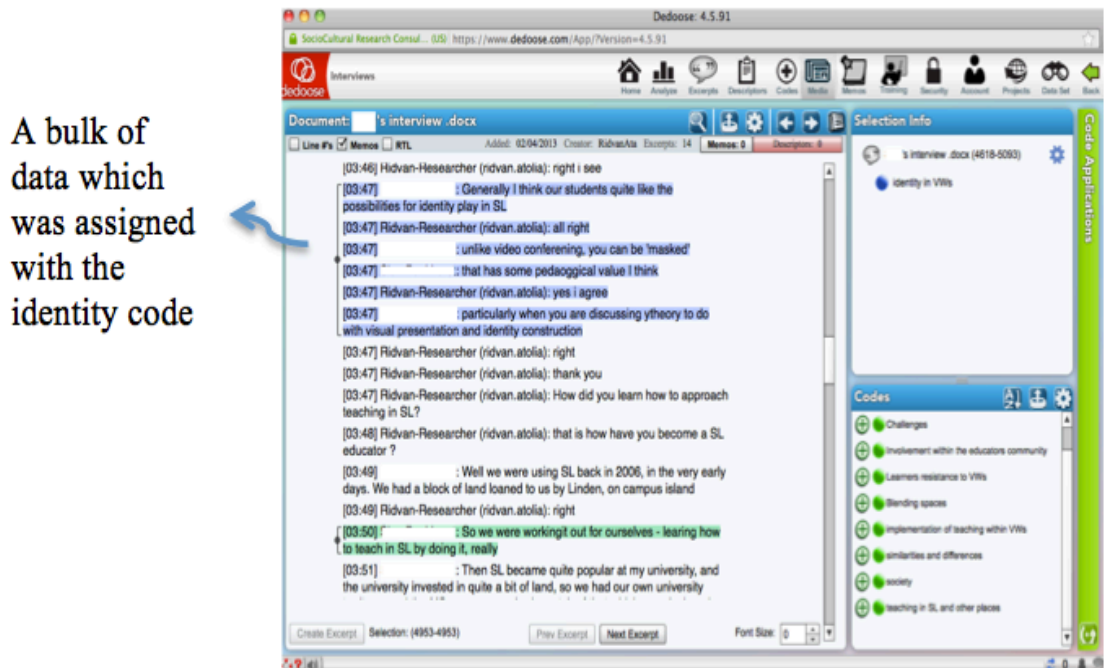 Dedoose: 4.5.91
SocioCultural Research Consul... (US) https://www.dedoose.com/App/?Version=4.5.91
dedoose
Interviews
Home Analyze Excerpts Descriptors Codes Media Memos Training Security Account Projects Data Set Back
A bulk of
data which
was assigned
with the
identity code
Document: 's interview .docx
Line #'s Memos RTL Added: 02/04/2013 Creator: RidvanAta Excerpts: 14 Memos: 0 Descriptors: 0
[03:46] Ridvan-Researcher (ridvan.atolia): right i see
[03:47] : Generally I think our students quite like the
possibilities for identity play in SL
[03:47] Ridvan-Researcher (ridvan.atolia): all right
[03:47] : unlike video conferening, you can be 'masked'
[03:47] : that has some pedaoggical value I think
[03:47] Ridvan-Researcher (ridvan.atolia): yes i agree
[03:47] : particularly when you are discussing ytheory to do
with visual presentation and identity construction
[03:47] Ridvan-Researcher (ridvan.atolia): right
[03:47] Ridvan-Researcher (ridvan.atolia): thank you
[03:47] Ridvan-Researcher (ridvan.atolia): How did you learn how to approach
teaching in SL?
[03:48] Ridvan-Researcher (ridvan.atolia): that is how have you become a SL
educator ?
[03:49] : Well we were using SL back in 2006, in the very early
days. We had a block of land loaned to us by Linden, on campus island
[03:49] Ridvan-Researcher (ridvan.atolia): right
[03:50] : So we were workingit out for ourselves - learing how
to teach in SL by doing it, really
[03:51] : Then SL became quite popular at my university, and
the university invested in quite a bit of land, so we had our own university
Create Excerpt Selection: (4953-4953) Prev Excerpt Next Excerpt Font Size: 0
Selection Info
's interview .docx (4618-5093)
identity in VWs
Code Applications
Codes
Challenges
Involvement within the educators community
Learners resistance to VWs
Blending spaces
implementation of teaching within VWs
similarities and differences
society
teaching in SL and other places